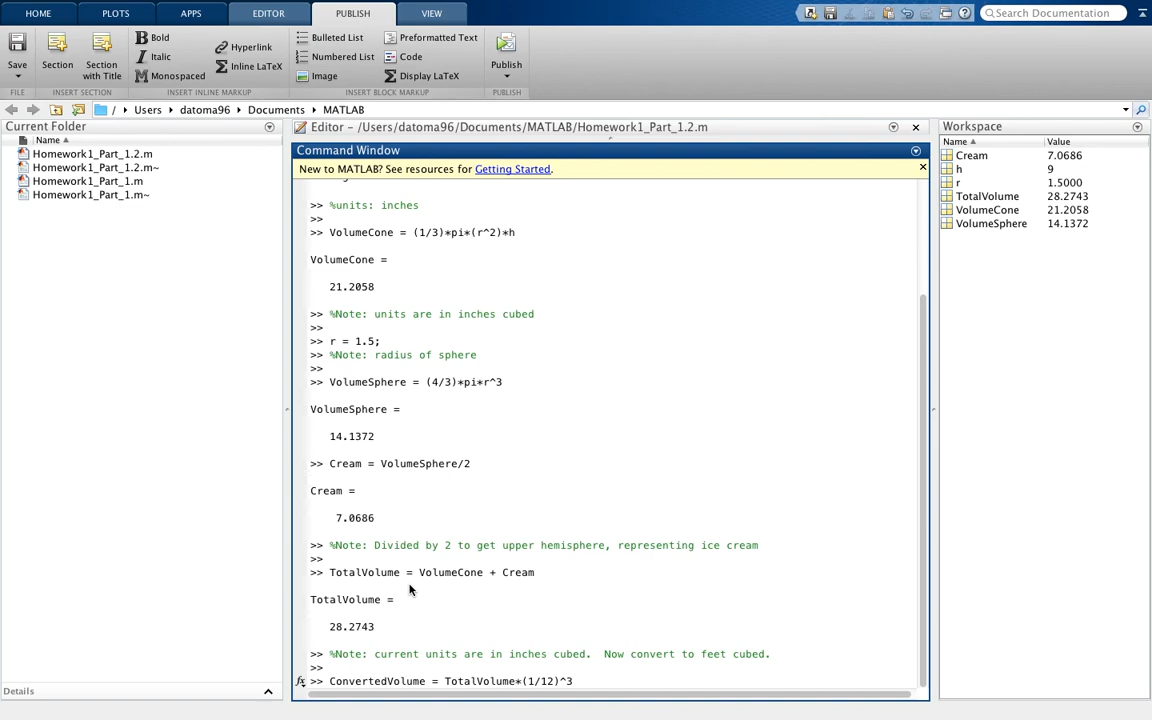 HOME PLOTS APPS EDITOR PUBLISH VIEW Search Documentation
Save Section Section with Title Bold Italic Monospaced Hyperlink Inline LaTeX Bulleted List Numbered List Image Preformatted Text Code Display LaTeX Publish
FILE INSERT SECTION INSERT INLINE MARKUP INSERT BLOCK MARKUP PUBLISH
/ Users datoma96 Documents MATLAB
Current Folder
Name
Homework1_Part_1.2.m
Homework1_Part_1.2.m~
Homework1_Part_1.m
Homework1_Part_1.m~
Details
Editor – /Users/datoma96/Documents/MATLAB/Homework1_Part_1.2.m
Command Window
New to MATLAB? See resources for Getting Started.
>> %units: inches
>>
>> VolumeCone = (1/3)*pi*(r^2)*h
VolumeCone =
21.2058
>> %Note: units are in inches cubed
>>
>> r = 1.5;
>> %Note: radius of sphere
>>
>> VolumeSphere = (4/3)*pi*r^3
VolumeSphere =
14.1372
>> Cream = VolumeSphere/2
Cream =
7.0686
>> %Note: Divided by 2 to get upper hemisphere, representing ice cream
>>
>> TotalVolume = VolumeCone + Cream
TotalVolume =
28.2743
>> %Note: current units are in inches cubed.  Now convert to feet cubed.
>>
fx >> ConvertedVolume = TotalVolume*(1/12)^3
Workspace
Name Value
Cream 7.0686
h 9
r 1.5000
TotalVolume 28.2743
VolumeCone 21.2058
VolumeSphere 14.1372